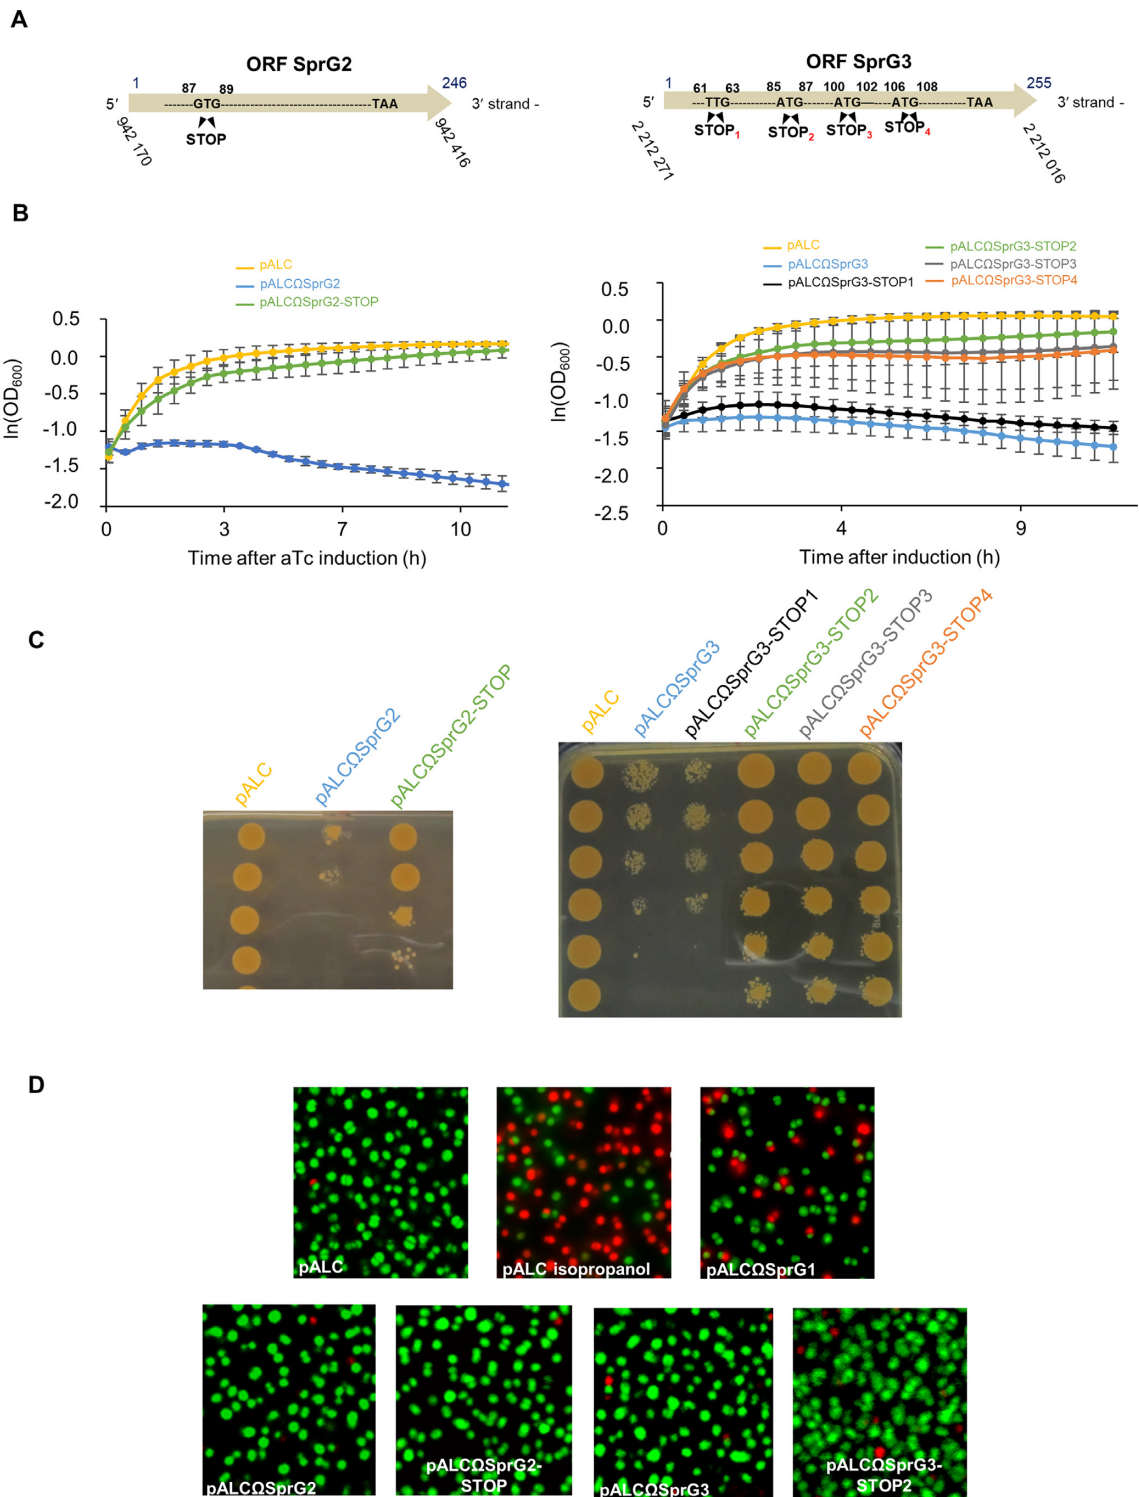 A
ORF SprG2
1 246
87 89
5' -------GTG--------------------------------TAA 3' strand -
STOP
942 170
942 416
ORF SprG3
1 255
61 63 85 87 100 102 106 108
5' ---TTG----------ATG-------ATG-----ATG----------TAA 3' strand -
STOP1 STOP2 STOP3 STOP4
2 212 271
2 212 016
B
pALC
pALCΩSprG2
pALCΩSprG2-STOP
ln(OD600)
0.5
0.0
-0.5
-1.0
-1.5
-2.0
0 3 7 10
Time after aTc induction (h)
pALC pALCΩSprG3-STOP2
pALCΩSprG3 pALCΩSprG3-STOP3
pALCΩSprG3-STOP1 pALCΩSprG3-STOP4
ln(OD600)
0.5
0.0
-0.5
-1.0
-1.5
-2.0
-2.5
0 4 9
Time after induction (h)
C
pALC
pALCΩSprG2
pALCΩSprG2-STOP
pALC
pALCΩSprG3
pALCΩSprG3-STOP1
pALCΩSprG3-STOP2
pALCΩSprG3-STOP3
pALCΩSprG3-STOP4
D
pALC
pALC isopropanol
pALCΩSprG1
pALCΩSprG2
pALCΩSprG2-
STOP
pALCΩSprG3
pALCΩSprG3-
STOP2